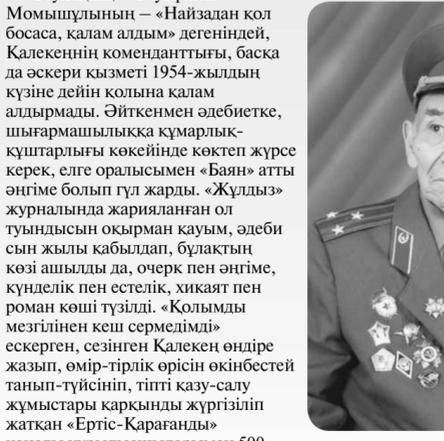 Момышұлының – «Найзадан қол
босаса, қалам алдым» дегеніндей,
Қалекеңнің коменданттығы, басқа
да әскери қызметі 1954-жылдың
күзіне дейін қолына қалам
алдырмады. Әйткенмен әдебиетке,
шығармашылыққа құмарлық-
құштарлығы көкейінде көктеп жүрсе
керек, елге оралысымен «Баян» атты
әңгіме болып гүл жарды. «Жұлдыз»
журналында жарияланған ол
туындысын оқырман қауым, әдеби
сын жылы қабылдап, бұлақтың
көзі ашылды да, очерк пен әңгіме,
күнделік пен естелік, хикаят пен
роман көші түзілді. «Қолымды
мезгілінен кеш сермедімді»
ескерген, сезінген Қалекең өндіре
жазып, өмір-тірлік өрісін өкінбестей
танып-түйсініп, тіпті қазу-салу
жұмыстары қарқынды жүргізіліп
жатқан «Ертіс-Қарағанды»